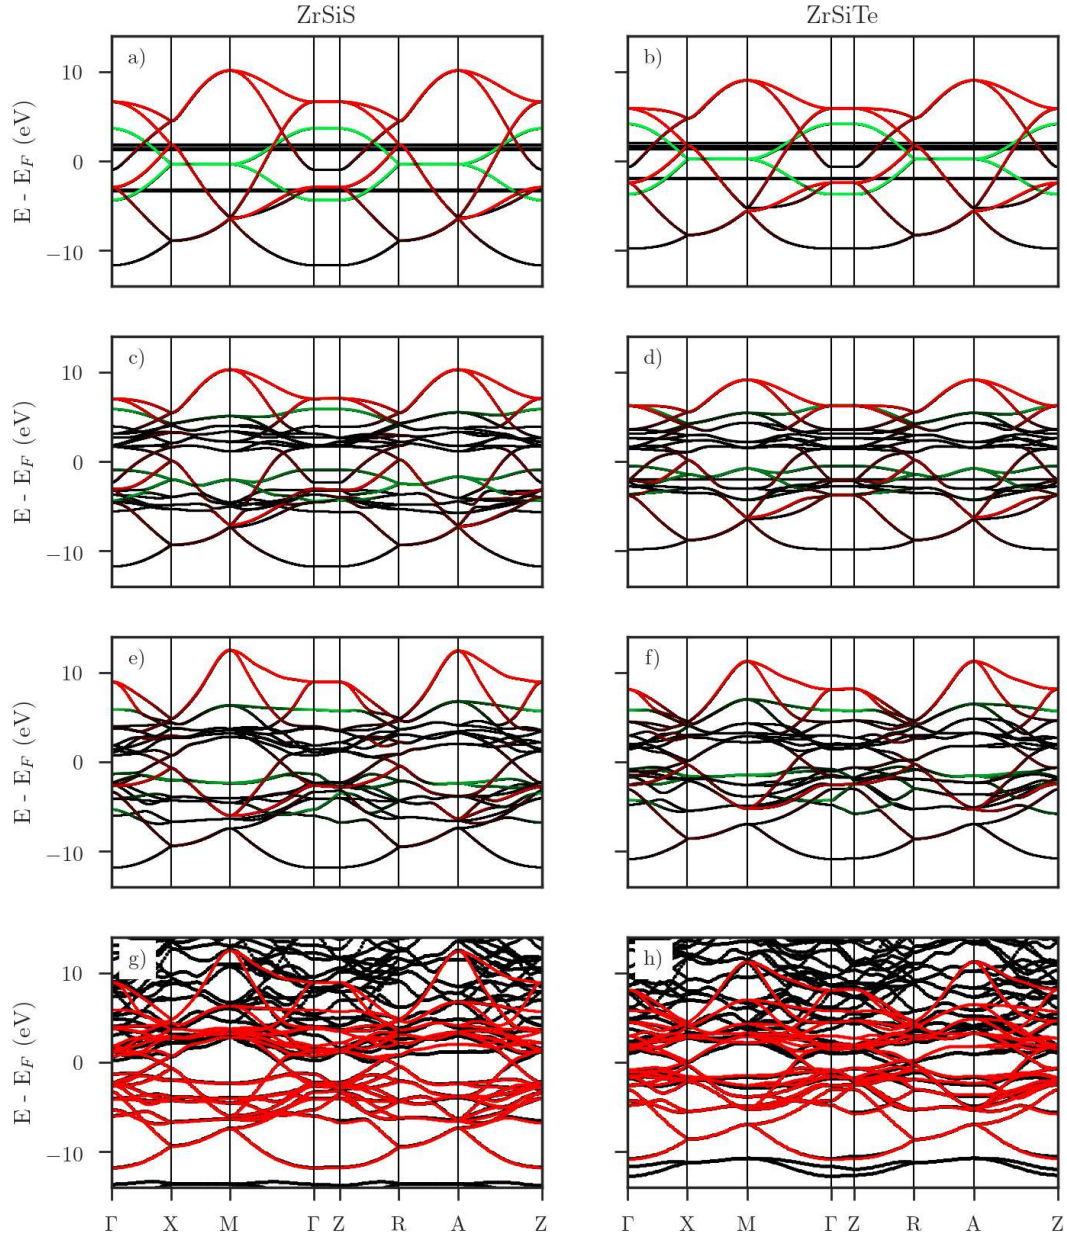 ZrSiS ZrSiTe
a) b)
10
0
−10
E - E_F (eV)
c) d)
10
0
−10
E - E_F (eV)
e) f)
10
0
−10
E - E_F (eV)
g) h)
10
0
−10
E - E_F (eV)
Γ X M Γ Z R A Z Γ X M Γ Z R A Z